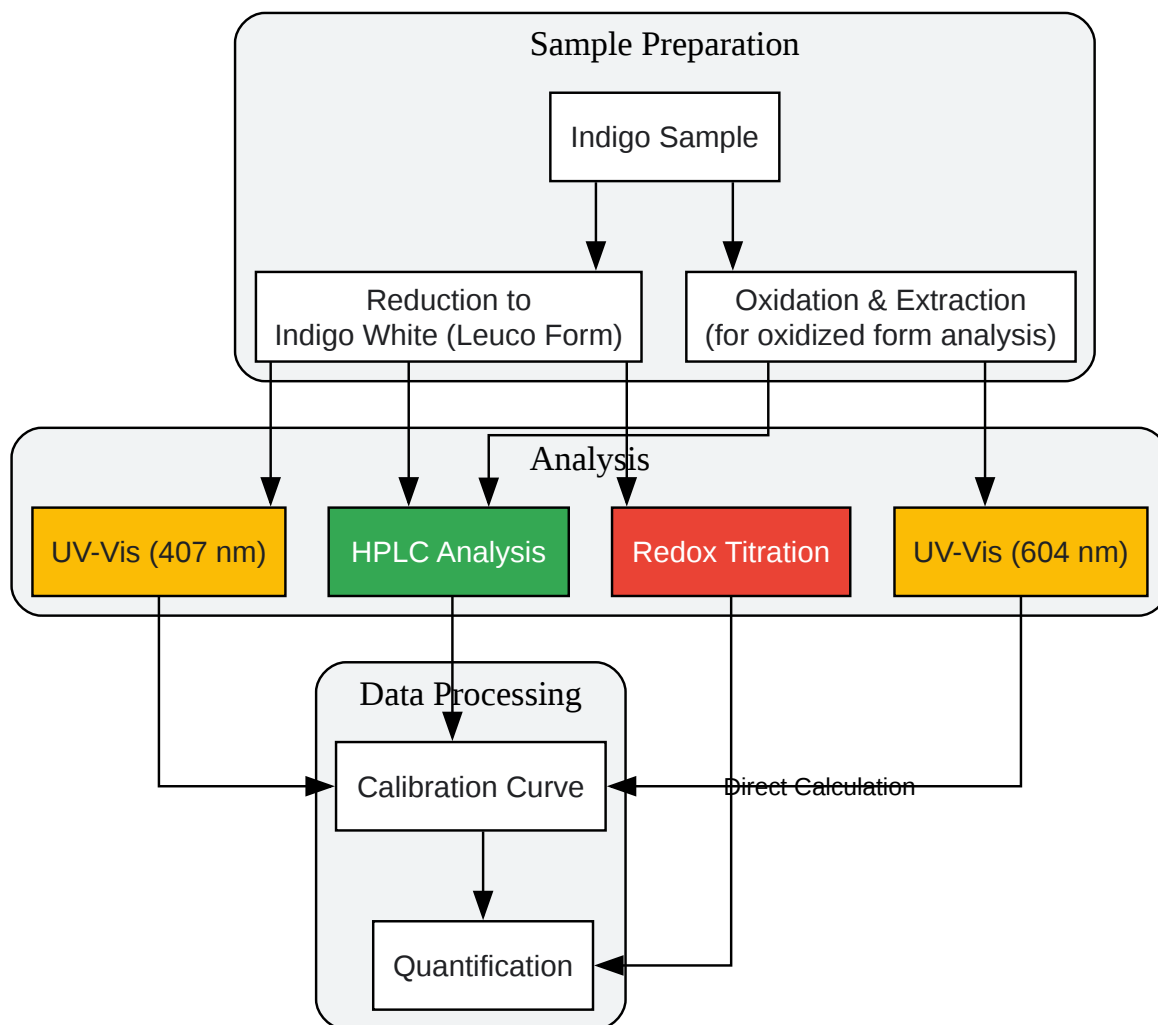 Sample Preparation
Indigo Sample
Reduction to
Indigo White (Leuco Form)
Oxidation & Extraction
(for oxidized form analysis)
Analysis
UV-Vis (407 nm)
HPLC Analysis
Redox Titration
UV-Vis (604 nm)
Data Processing
Calibration Curve
Direct Calculation
Quantification